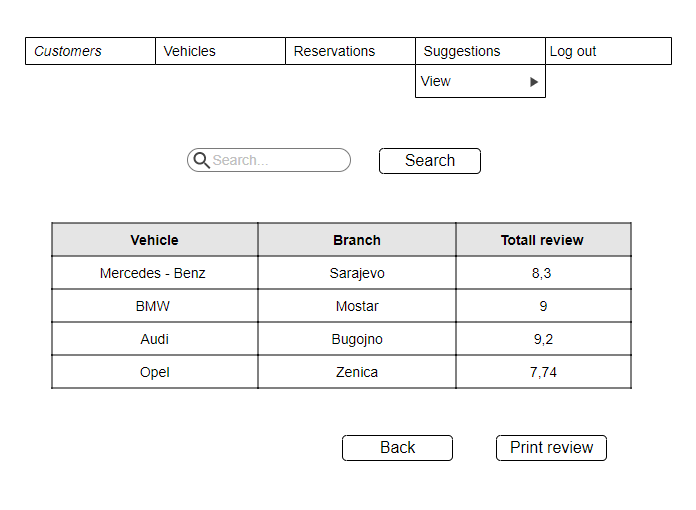 Customers Vehicles Reservations Suggestions Log out
View
Search... Search
Vehicle Branch Totall review
Mercedes - Benz Sarajevo 8,3
BMW Mostar 9
Audi Bugojno 9,2
Opel Zenica 7,74
Back Print review